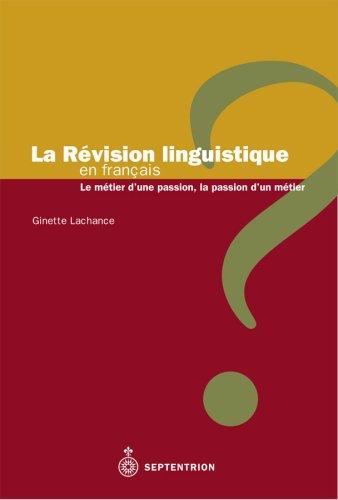 La Révision linguistique
en français
Le métier d'une passion, la passion d'un métier
Ginette Lachance
?
SEPTENTRION